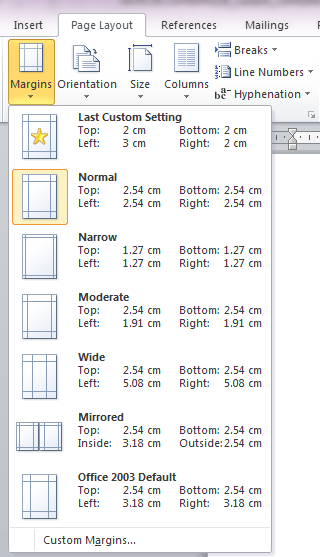 Insert Page Layout References Mailings
Margins Orientation Size Columns Breaks
Line Numbers
Hyphenation
Last Custom Setting
Top: 2 cm Bottom: 2 cm
Left: 3 cm Right: 2 cm
Normal
Top: 2.54 cm Bottom: 2.54 cm
Left: 2.54 cm Right: 2.54 cm
Narrow
Top: 1.27 cm Bottom: 1.27 cm
Left: 1.27 cm Right: 1.27 cm
Moderate
Top: 2.54 cm Bottom: 2.54 cm
Left: 1.91 cm Right: 1.91 cm
Wide
Top: 2.54 cm Bottom: 2.54 cm
Left: 5.08 cm Right: 5.08 cm
Mirrored
Top: 2.54 cm Bottom: 2.54 cm
Inside: 3.18 cm Outside: 2.54 cm
Office 2003 Default
Top: 2.54 cm Bottom: 2.54 cm
Left: 3.18 cm Right: 3.18 cm
Custom Margins...